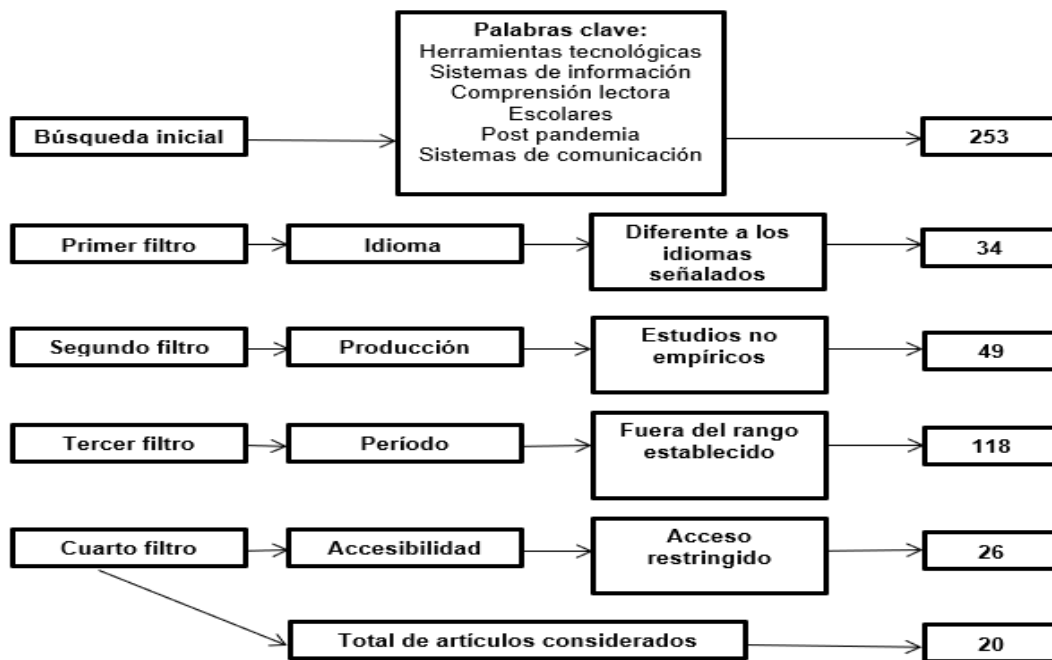 Palabras clave:
Herramientas tecnológicas
Sistemas de información
Comprensión lectora
Escolares
Post pandemia
Sistemas de comunicación
Búsqueda inicial
253
Primer filtro
Idioma
Diferente a los
idiomas
señalados
34
Segundo filtro
Producción
Estudios no
empíricos
49
Tercer filtro
Período
Fuera del rango
establecido
118
Cuarto filtro
Accesibilidad
Acceso
restringido
26
Total de artículos considerados
20